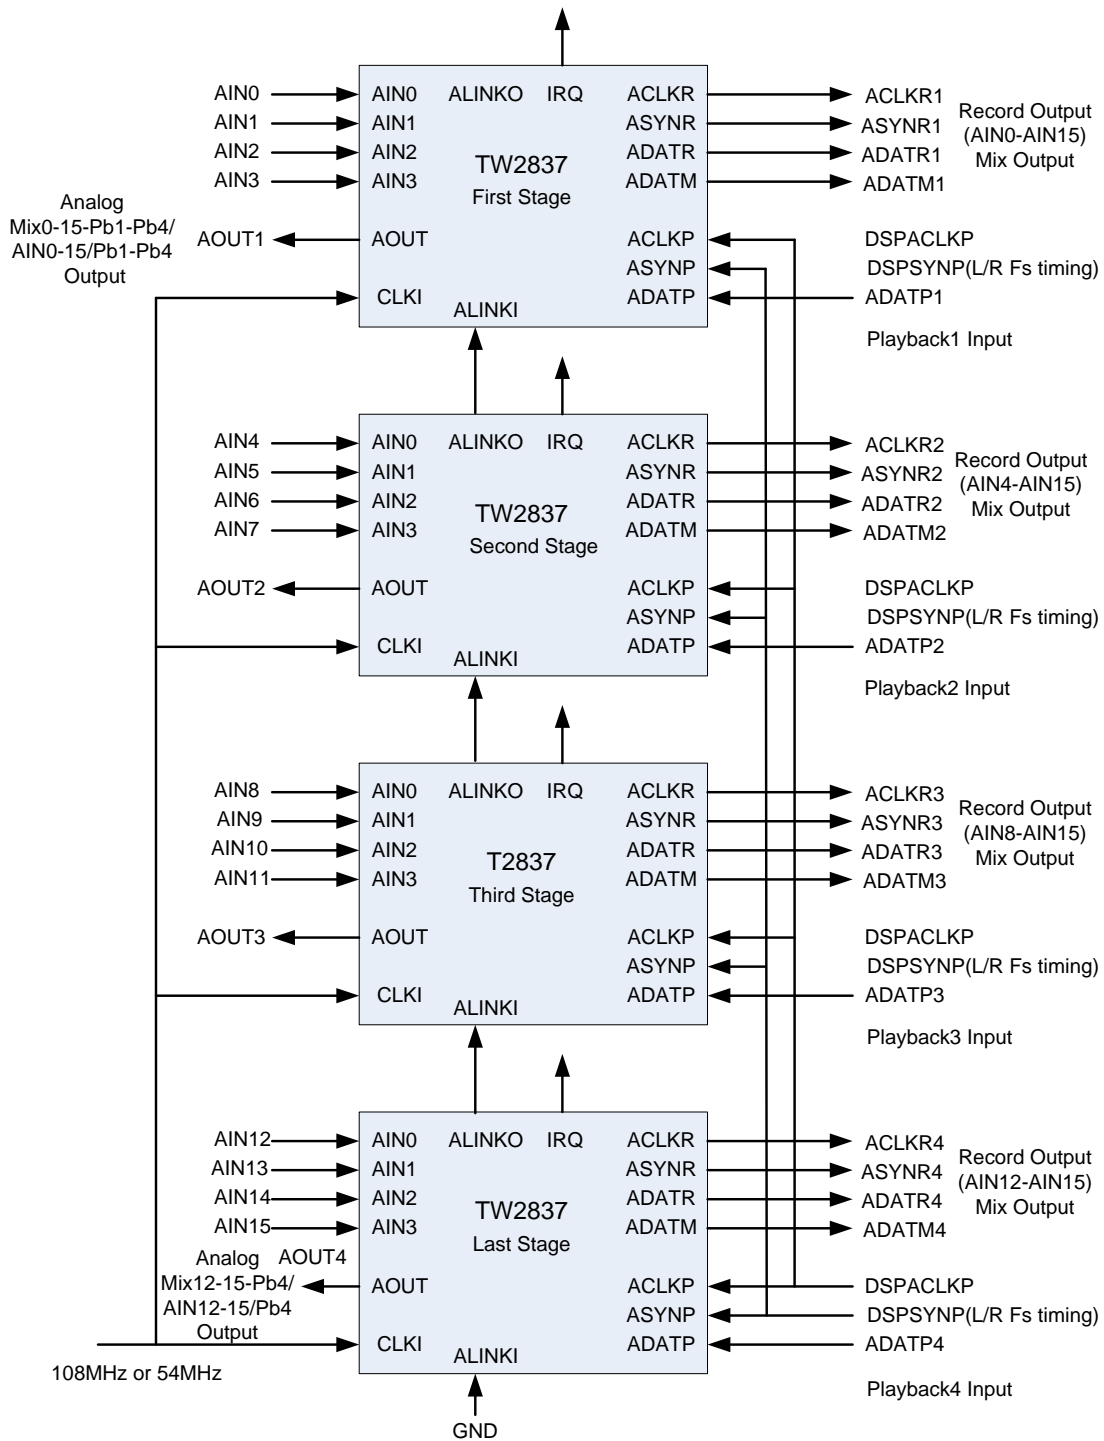 AIN0
AIN1
AIN2
AIN3
Analog
Mix0-15-Pb1-Pb4/
AIN0-15/Pb1-Pb4
Output
AOUT1
AIN0 ALINKO IRQ ACLKR
AIN1 ASYNR
AIN2 ADATR
AIN3 ADATM
TW2837
First Stage
AOUT ACLKP
ASYNP
CLKI ADATP
ALINKI
ACLKR1
ASYNR1
ADATR1
ADATM1
Record Output
(AIN0-AIN15)
Mix Output
DSPACLKP
DSPSYNP(L/R Fs timing)
ADATP1
Playback1 Input
AIN4
AIN5
AIN6
AIN7
AOUT2
AIN0 ALINKO IRQ ACLKR
AIN1 ASYNR
AIN2 ADATR
AIN3 ADATM
TW2837
Second Stage
AOUT ACLKP
ASYNP
CLKI ADATP
ALINKI
ACLKR2
ASYNR2
ADATR2
ADATM2
Record Output
(AIN4-AIN15)
Mix Output
DSPACLKP
DSPSYNP(L/R Fs timing)
ADATP2
Playback2 Input
AIN8
AIN9
AIN10
AIN11
AOUT3
AIN0 ALINKO IRQ ACLKR
AIN1 ASYNR
AIN2 ADATR
AIN3 ADATM
T2837
Third Stage
AOUT ACLKP
ASYNP
CLKI ADATP
ALINKI
ACLKR3
ASYNR3
ADATR3
ADATM3
Record Output
(AIN8-AIN15)
Mix Output
DSPACLKP
DSPSYNP(L/R Fs timing)
ADATP3
Playback3 Input
AIN12
AIN13
AIN14
AIN15
Analog
Mix12-15-Pb4/
AIN12-15/Pb4
Output
AOUT4
AIN0 ALINKO IRQ ACLKR
AIN1 ASYNR
AIN2 ADATR
AIN3 ADATM
TW2837
Last Stage
AOUT ACLKP
ASYNP
CLKI ADATP
ALINKI
ACLKR4
ASYNR4
ADATR4
ADATM4
Record Output
(AIN12-AIN15)
Mix Output
DSPACLKP
DSPSYNP(L/R Fs timing)
ADATP4
Playback4 Input
108MHz or 54MHz
GND